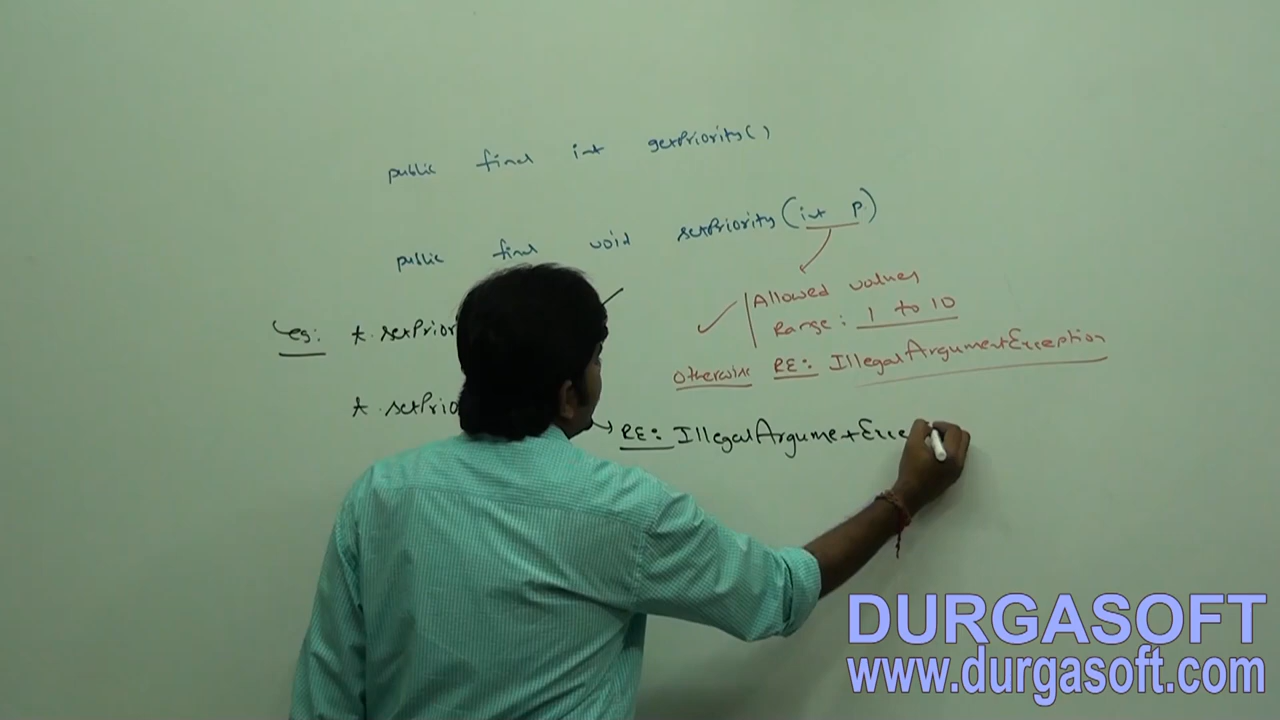 public final int getPriority()
public final void setPriority(int p)
Allowed values
Range: 1 to 10
otherwise RE: IllegalArgumentException
eg: t.setPrior
t.setPrio
RE: IllegalArgumetExce
DURGASOFT
www.durgasoft.com